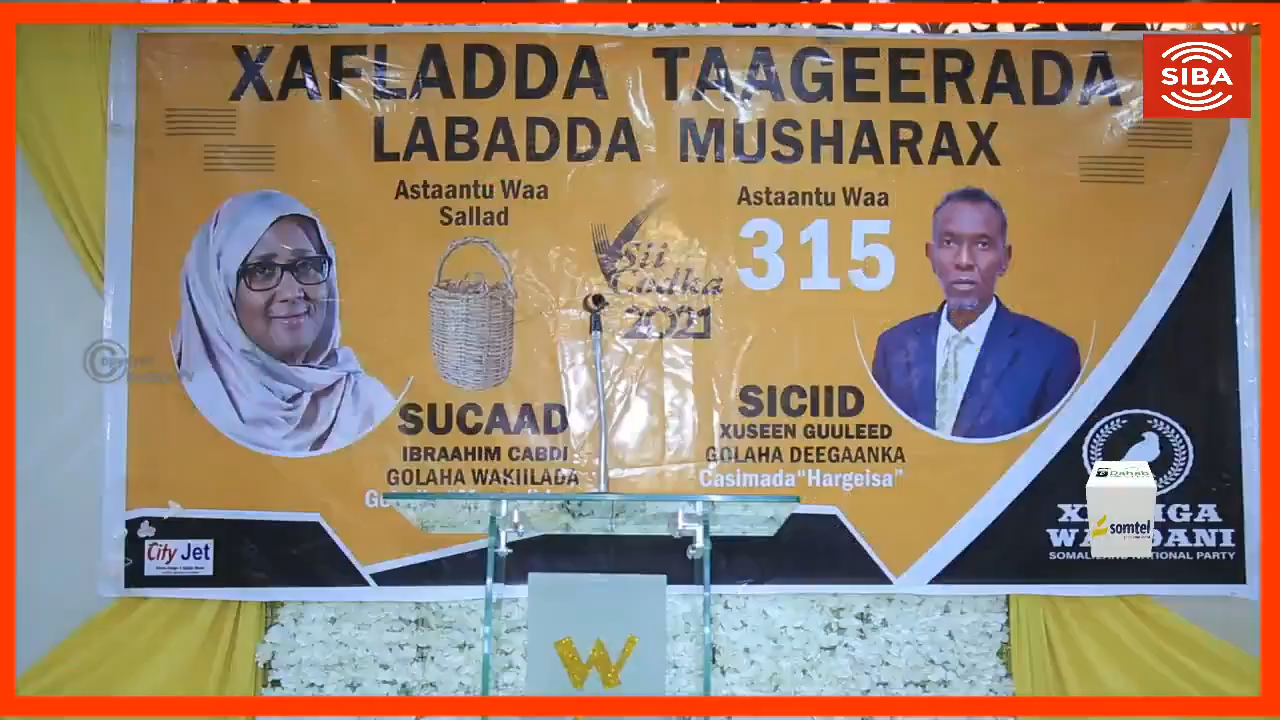 XAFLADDA TAAGEERADA
SIBA
LABADDA MUSHARAX
Astaantu Waa
Sallad
Astaantu Waa
315
Sii
Codka
2021
SUCAAD
IBRAAHIM CABDI
GOLAHA WAKIILADA
SICIID
XUSEEN GUULEED
GOLAHA DEEGAANKA
Casimada "Hargeisa"
Dahab
somtel
SOMALILAND NATIONAL PARTY
City Jet
W